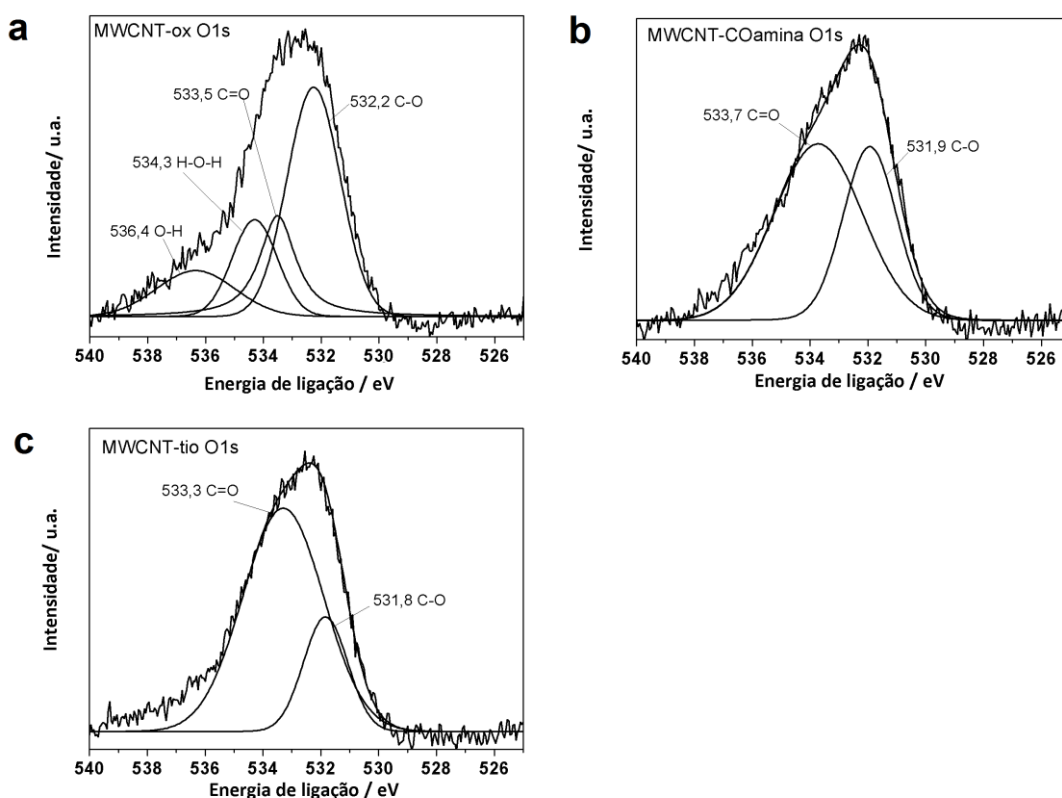 a
MWCNT-ox O1s
533,5 C=O
532,2 C-O
534,3 H-O-H
536,4 O-H
Intensidade/ u.a.
540 538 536 534 532 530 528 526
Energia de ligação / eV
b
MWCNT-COamina O1s
533,7 C=O
531,9 C-O
Intensidade/ u.a.
540 538 536 534 532 530 528 526
Energia de ligação / eV
c
MWCNT-tio O1s
533,3 C=O
531,8 C-O
Intensidade/ u.a.
540 538 536 534 532 530 528 526
Energia de ligação / eV